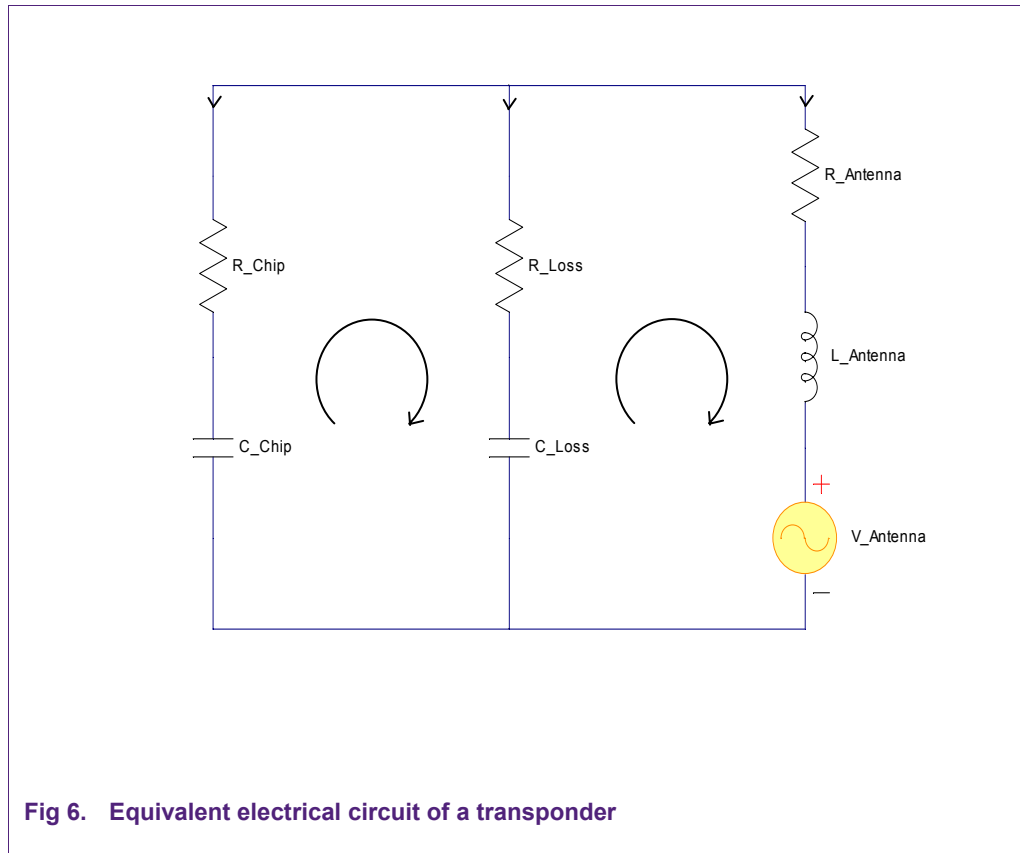 R_Antenna
R_Chip
R_Loss
L_Antenna
C_Chip
C_Loss
+
V_Antenna
Fig 6. Equivalent electrical circuit of a transponder